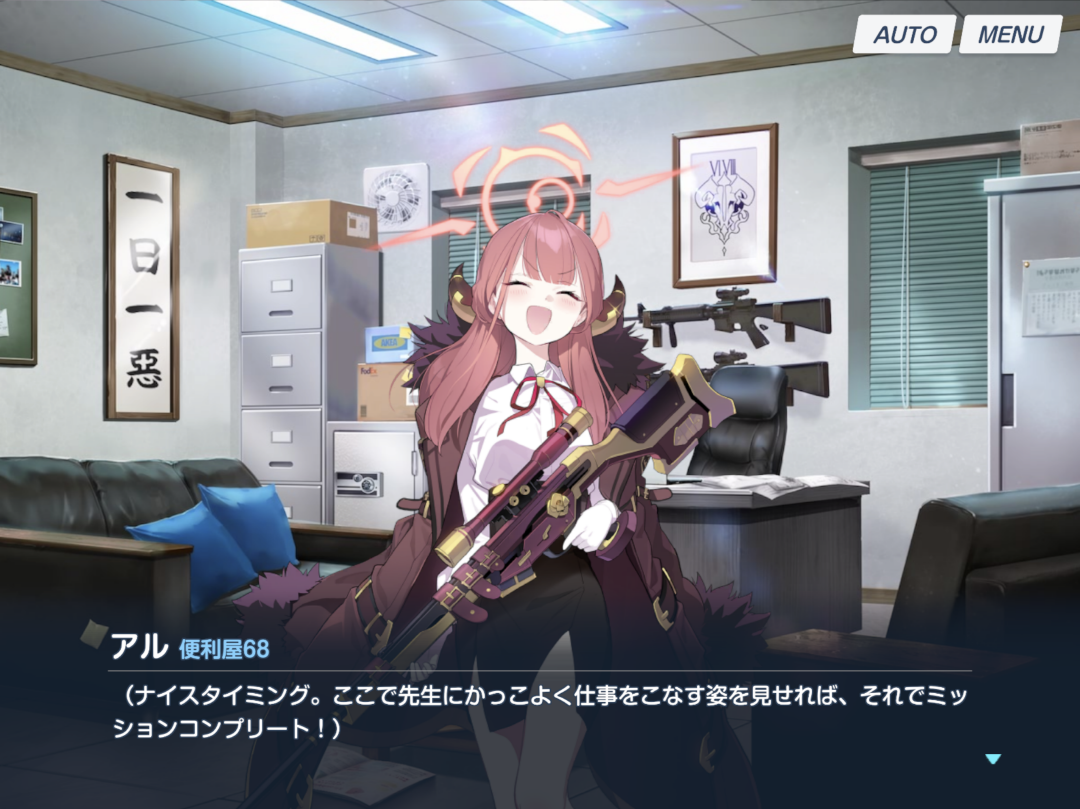 AUTO
MENU
一日一惡
VLVIII
AKEA
FedEx
アル 便利屋68
（ナイスタイミング。ここで先生にかっこよく仕事をこなす姿を見せれば、それでミッ
ションコンプリート！）